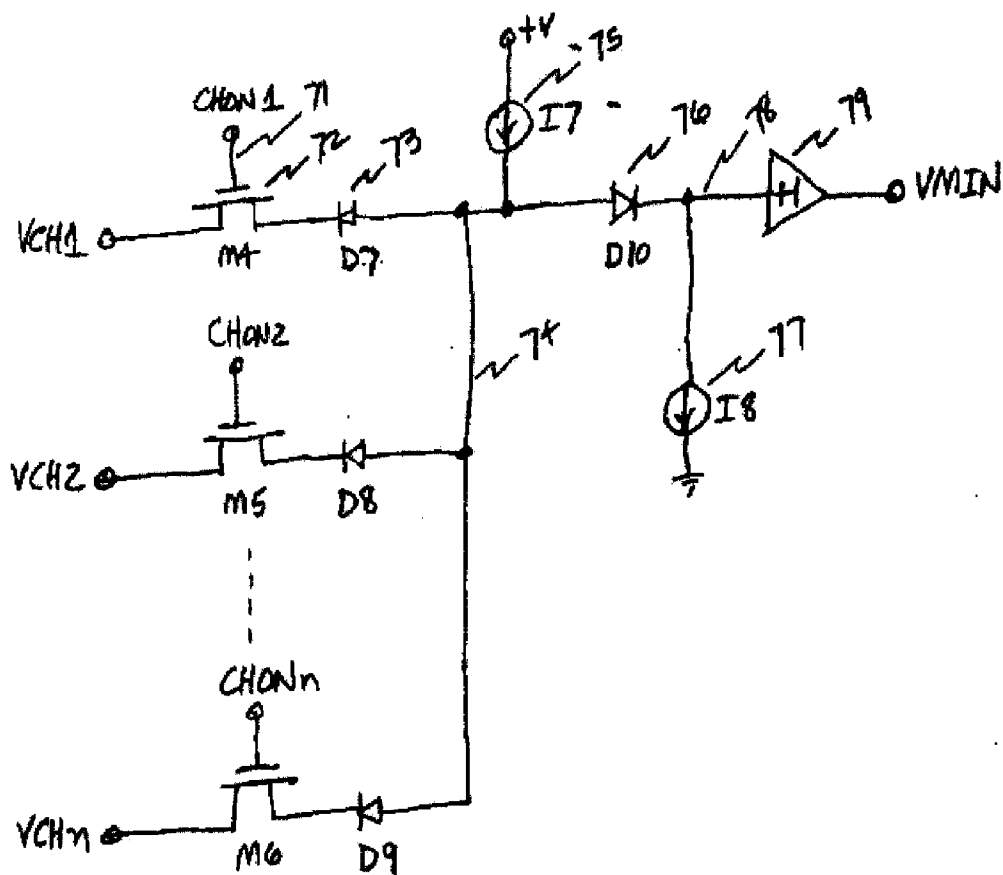 +V
75
CHON1 71
I7
72
73
76
78
79
VCH1
M4
D7
D10
VMIN
CHON2
74
77
I8
VCH2
M5
D8
CHONn
VCHn
M6
D9